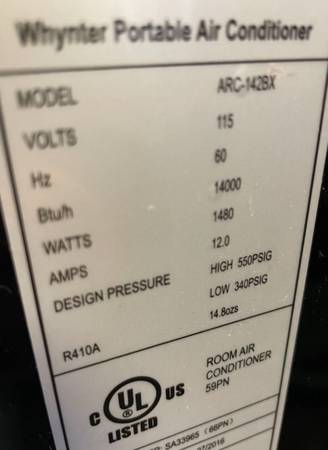 Whynter Portable Air Conditioner
MODEL ARC-142BX
VOLTS 115
Hz 60
Btu/h 14000
WATTS 1480
AMPS 12.0
DESIGN PRESSURE HIGH 550PSIG
LOW 340PSIG
R410A 14.8ozs
C UL US
LISTED
ROOM AIR
CONDITIONER
59PN
SA33965 (66PN)
/2016